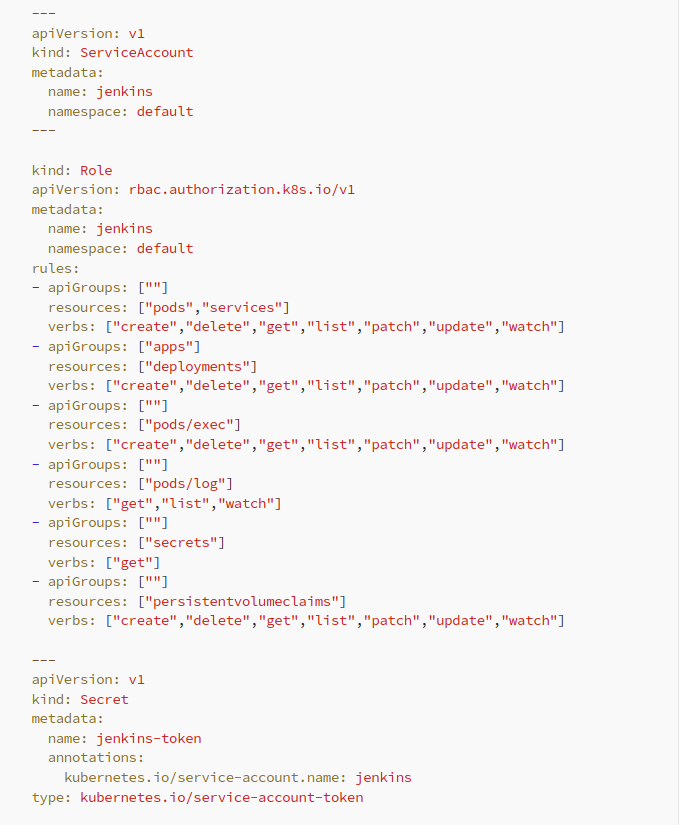 ---
apiVersion: v1
kind: ServiceAccount
metadata:
  name: jenkins
  namespace: default
---
kind: Role
apiVersion: rbac.authorization.k8s.io/v1
metadata:
  name: jenkins
  namespace: default
rules:
- apiGroups: [""]
  resources: ["pods","services"]
  verbs: ["create","delete","get","list","patch","update","watch"]
- apiGroups: ["apps"]
  resources: ["deployments"]
  verbs: ["create","delete","get","list","patch","update","watch"]
- apiGroups: [""]
  resources: ["pods/exec"]
  verbs: ["create","delete","get","list","patch","update","watch"]
- apiGroups: [""]
  resources: ["pods/log"]
  verbs: ["get","list","watch"]
- apiGroups: [""]
  resources: ["secrets"]
  verbs: ["get"]
- apiGroups: [""]
  resources: ["persistentvolumeclaims"]
  verbs: ["create","delete","get","list","patch","update","watch"]
---
apiVersion: v1
kind: Secret
metadata:
  name: jenkins-token
  annotations:
    kubernetes.io/service-account.name: jenkins
type: kubernetes.io/service-account-token